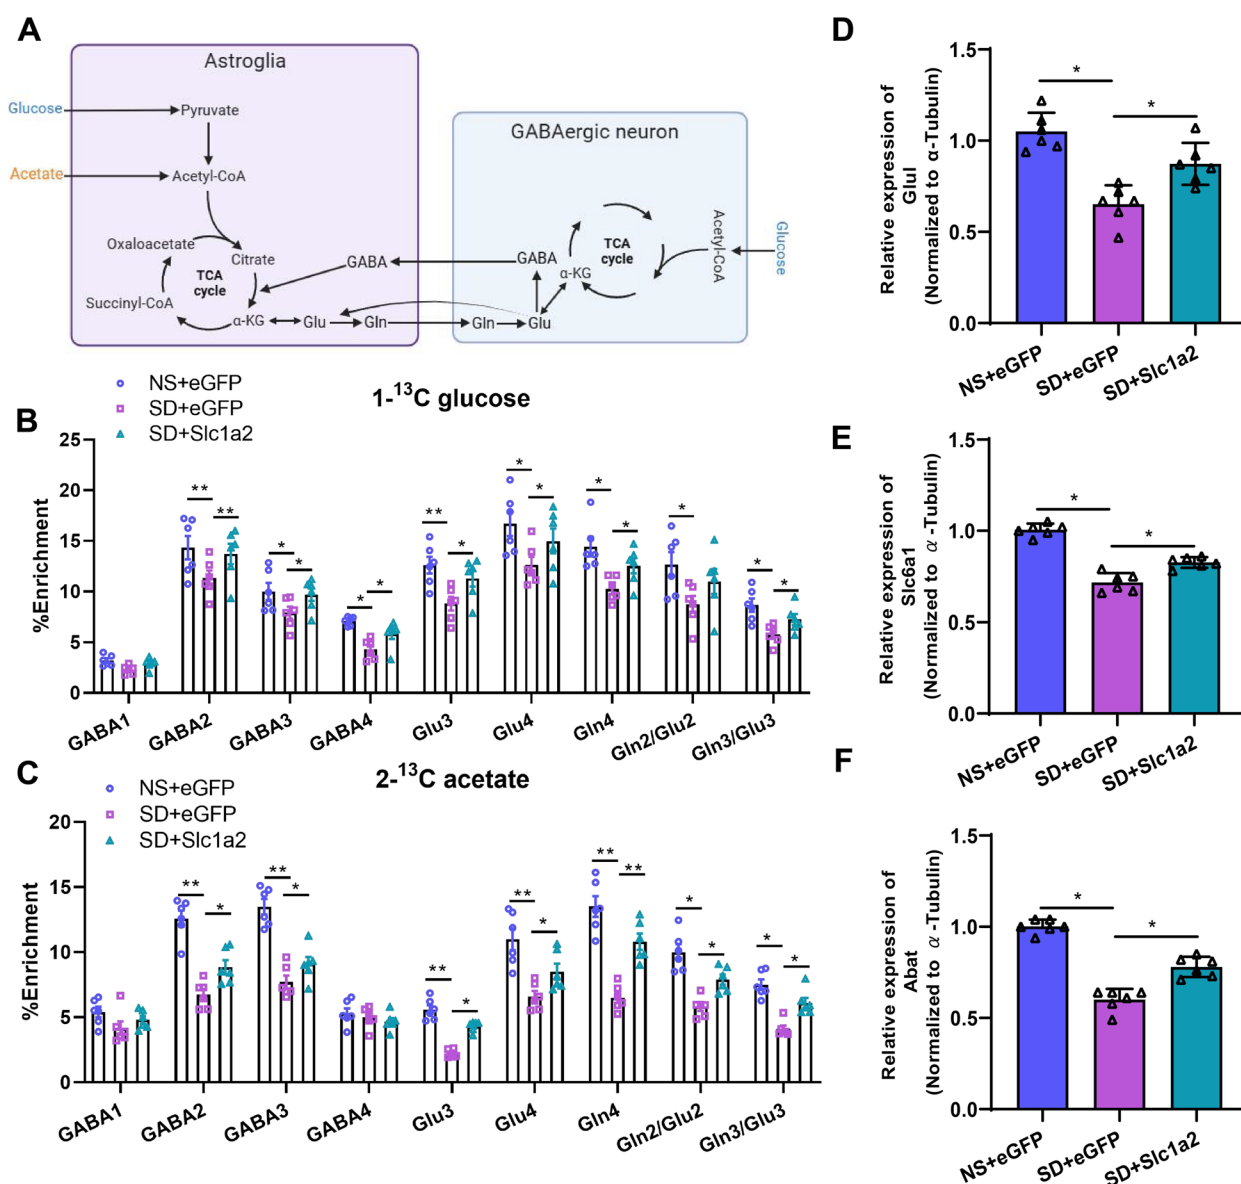 A
Astroglia
Glucose
Pyruvate
Acetate
Acetyl-CoA
Oxaloacetate
Citrate
TCA
cycle
Succinyl-CoA
α-KG
Glu
Gln
GABA
GABAergic neuron
GABA
α-KG
TCA
cycle
Acetyl-CoA
Glucose
Gln
Glu
B
NS+eGFP
SD+eGFP
SD+Slc1a2
1-¹³C glucose
%Enrichment
25
20
15
10
5
0
** ** * * * * ** * * * * * * * *
GABA1 GABA2 GABA3 GABA4 Glu3 Glu4 Gln4 Gln2/Glu2 Gln3/Glu3
C
NS+eGFP
SD+eGFP
SD+Slc1a2
2-¹³C acetate
%Enrichment
20
15
10
5
0
** * ** * ** * ** * ** ** * * * *
GABA1 GABA2 GABA3 GABA4 Glu3 Glu4 Gln4 Gln2/Glu2 Gln3/Glu3
D
Relative expression of
Glul
(Normalized to α-Tubulin)
1.5
1.0
0.5
0.0
* *
NS+eGFP SD+eGFP SD+Slc1a2
E
Relative expression of
Slc6a1
(Normalized to α-Tubulin)
1.5
1.0
0.5
0.0
* *
NS+eGFP SD+eGFP SD+Slc1a2
F
Relative expression of
Abat
(Normalized to α-Tubulin)
1.5
1.0
0.5
0.0
* *
NS+eGFP SD+eGFP SD+Slc1a2